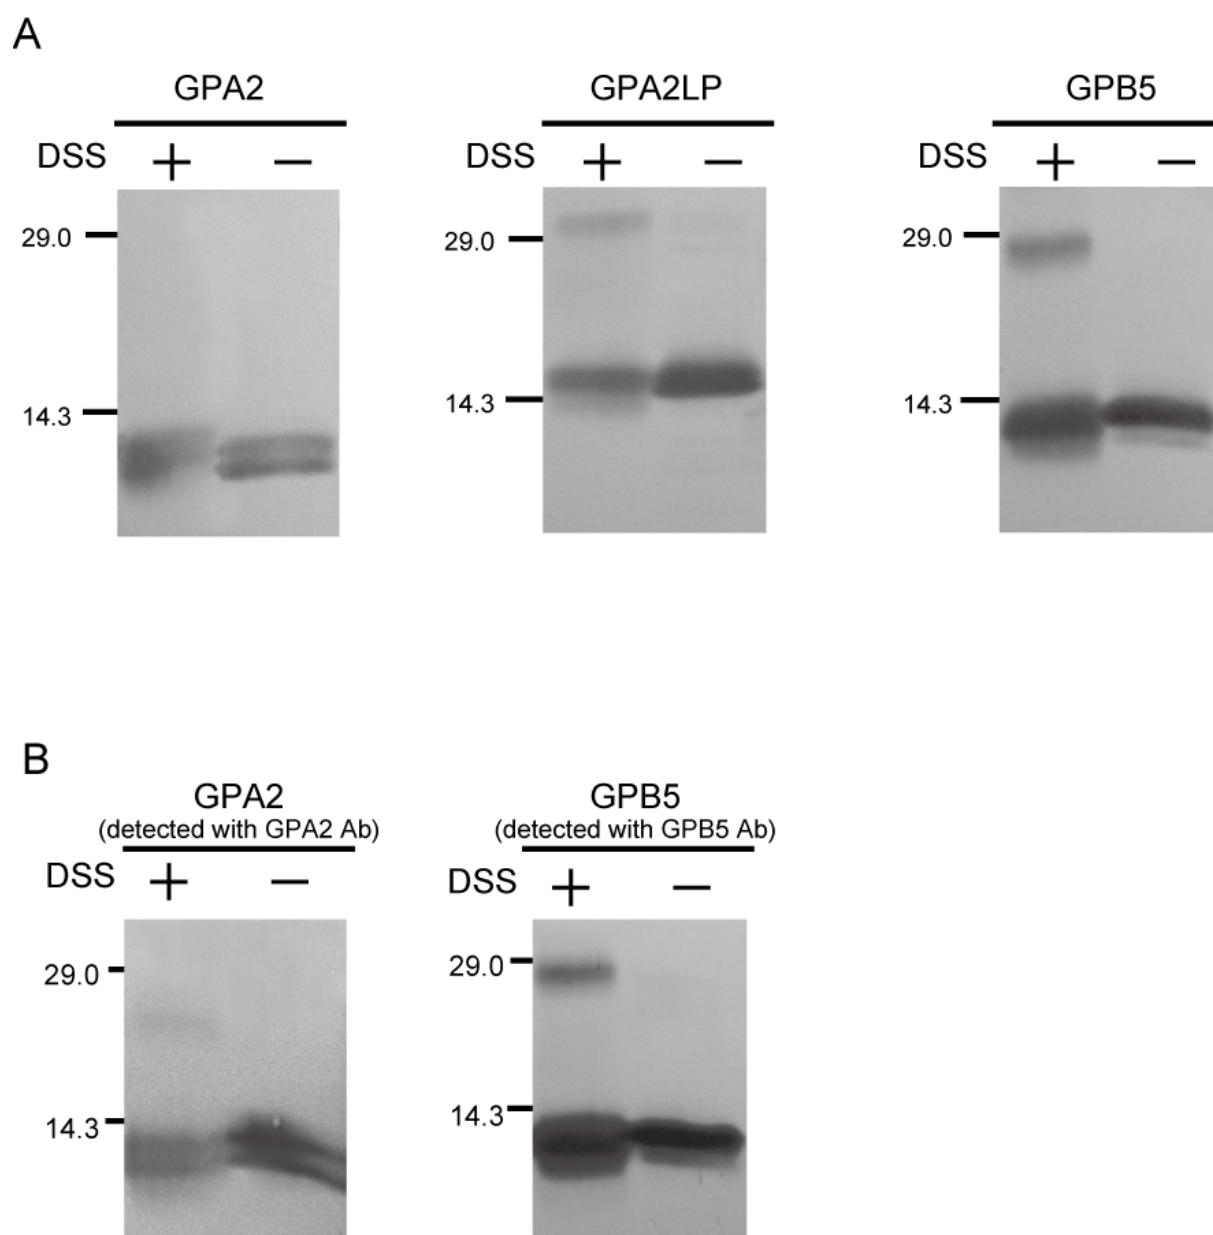 A
GPA2 GPA2LP GPB5
DSS + − DSS + − DSS + −
29.0 29.0 29.0
14.3 14.3 14.3
B
GPA2 GPB5
(detected with GPA2 Ab) (detected with GPB5 Ab)
DSS + − DSS + −
29.0 29.0
14.3 14.3